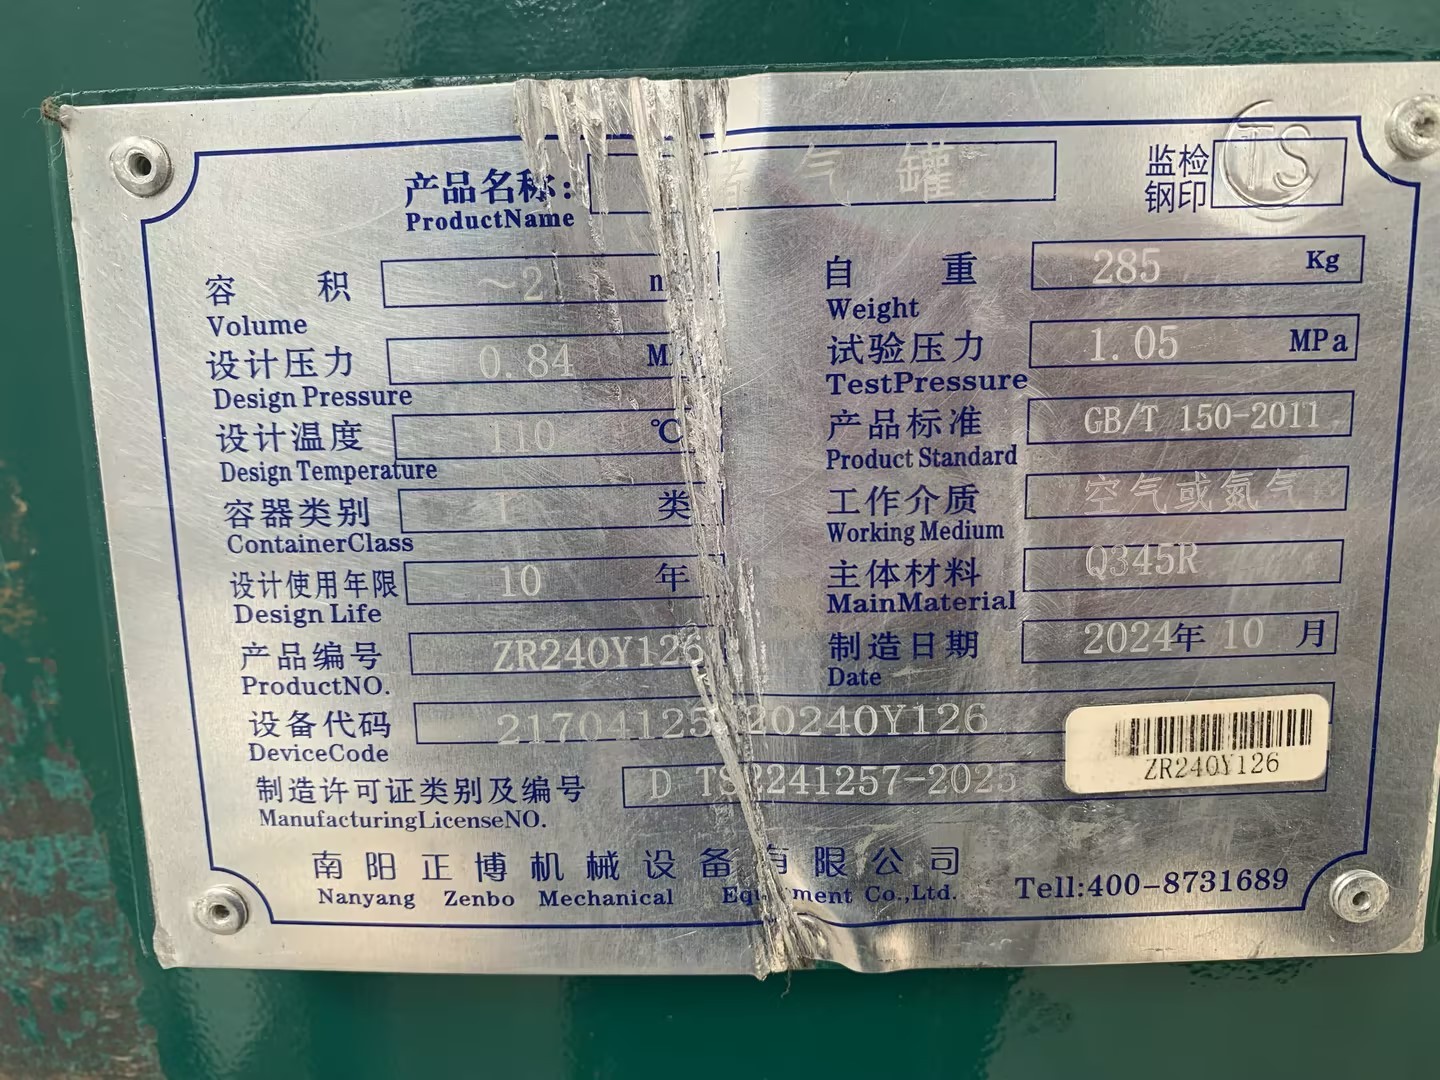 产品名称: 气罐
ProductName
监检
钢印
TS
容积 ~2
Volume
自重 285 Kg
Weight
设计压力 0.84
Design Pressure
试验压力 1.05 MPa
TestPressure
设计温度 110 ℃
Design Temperature
产品标准 GB/T 150-2011
Product Standard
容器类别 I 类
ContainerClass
工作介质 空气或氮气
Working Medium
设计使用年限 10 年
Design Life
主体材料 Q345R
MainMaterial
产品编号 ZR240Y126
ProductNO.
制造日期 2024年 10 月
Date
设备代码 21704125 20240Y126
DeviceCode
ZR240Y126
制造许可证类别及编号 D TS2241257-2025
ManufacturingLicenseNO.
南阳正博机械设备有限公司
Nanyang Zenbo Mechanical Co.,Ltd. Tell:400-8731689